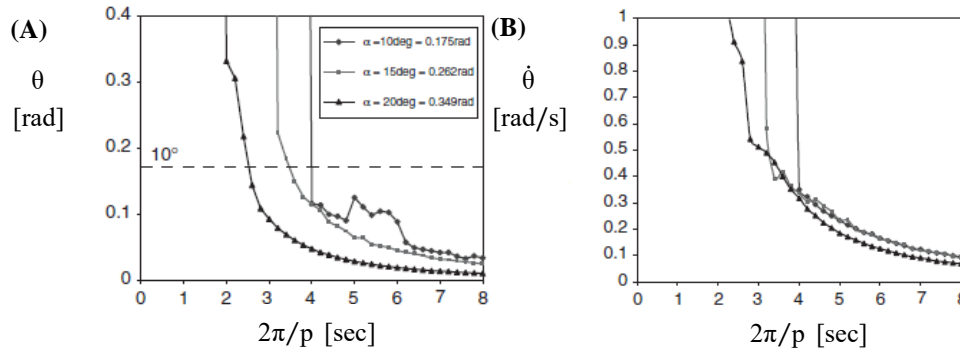 (A)
θ
[rad]
0.4
0.3
0.2
0.1
0
10°
α =10deg = 0.175rad
α = 15deg = 0.262rad
α = 20deg = 0.349rad
0 1 2 3 4 5 6 7 8
2π/p [sec]
(B)
θ̇
[rad/s]
1
0.9
0.8
0.7
0.6
0.5
0.4
0.3
0.2
0.1
0
0 1 2 3 4 5 6 7 8
2π/p [sec]